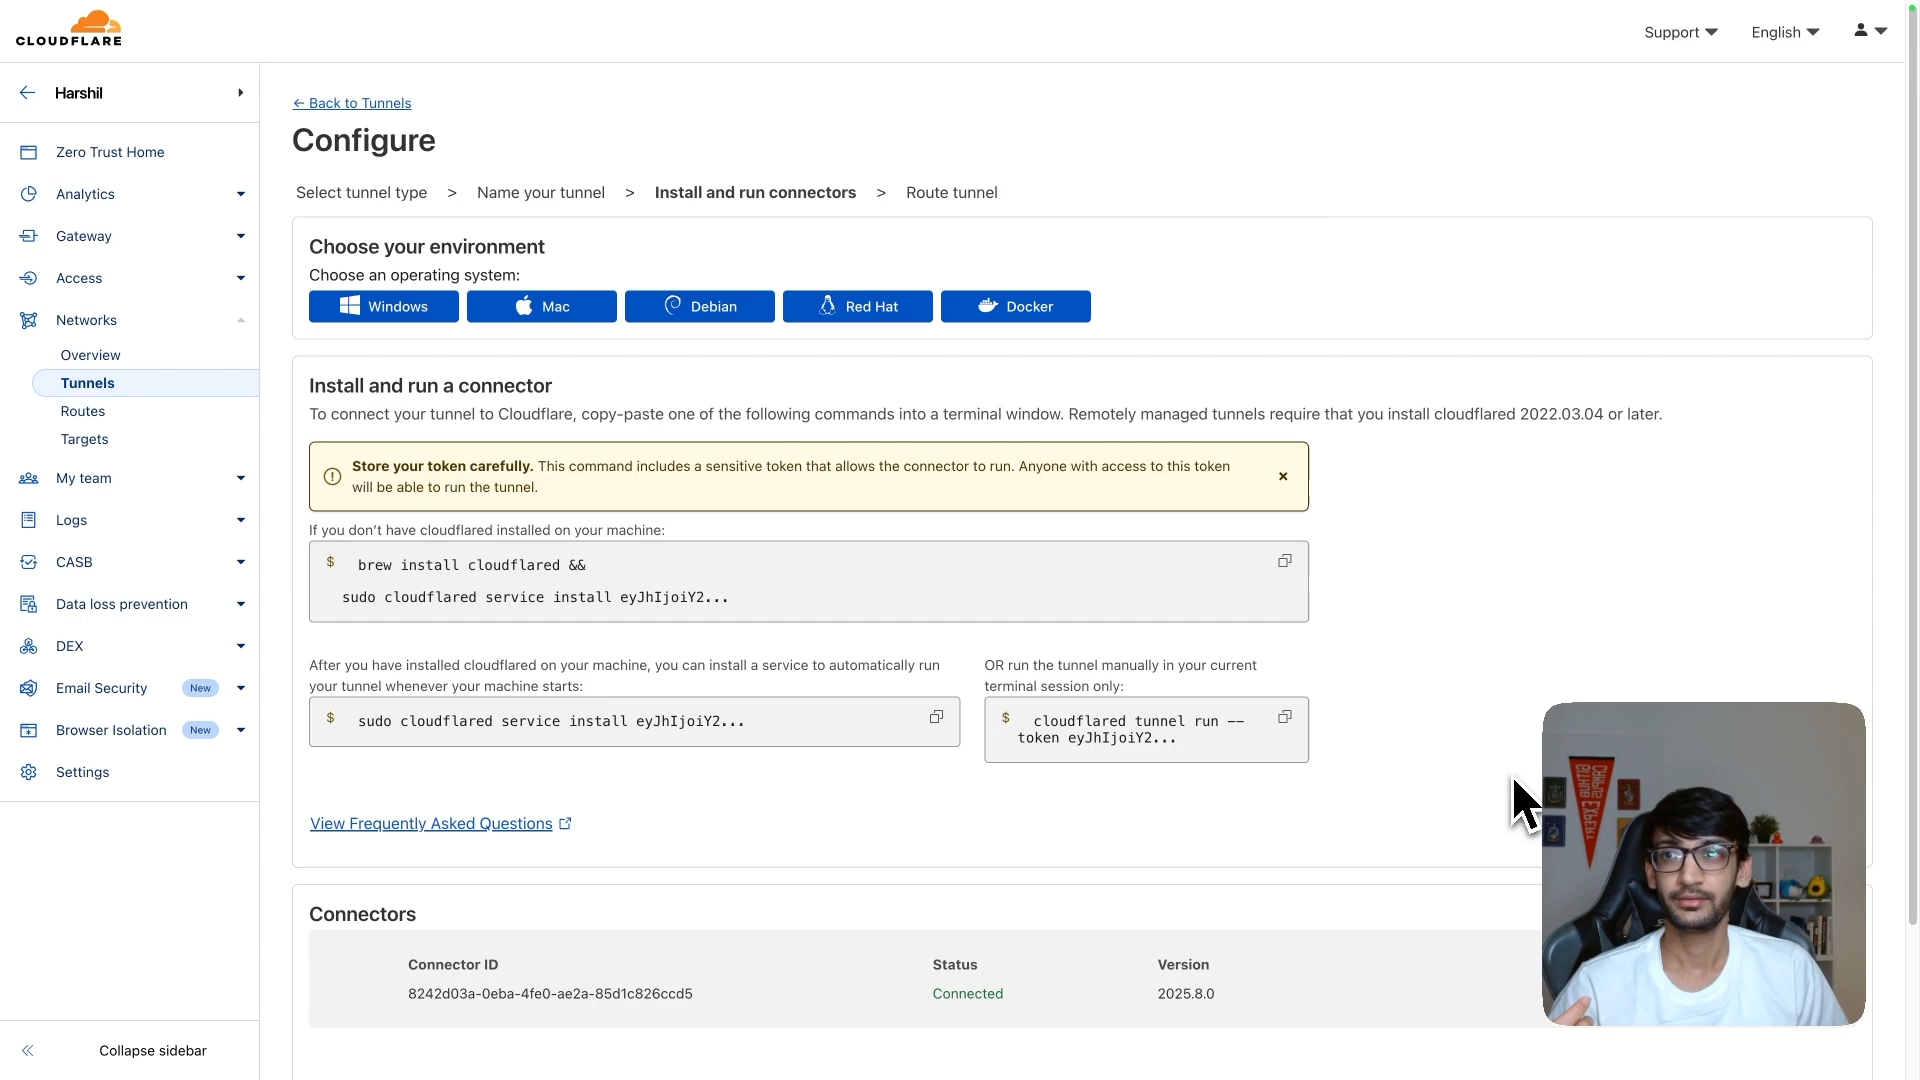 CLOUDFLARE
Support
English
Harshil
Zero Trust Home
Analytics
Gateway
Access
Networks
Overview
Tunnels
Routes
Targets
My team
Logs
CASB
Data loss prevention
DEX
Email Security New
Browser Isolation New
Settings
Collapse sidebar
← Back to Tunnels
Configure
Select tunnel type > Name your tunnel > Install and run connectors > Route tunnel
Choose your environment
Choose an operating system:
Windows
Mac
Debian
Red Hat
Docker
Install and run a connector
To connect your tunnel to Cloudflare, copy-paste one of the following commands into a terminal window. Remotely managed tunnels require that you install cloudflared 2022.03.04 or later.
Store your token carefully. This command includes a sensitive token that allows the connector to run. Anyone with access to this token
will be able to run the tunnel.
If you don’t have cloudflared installed on your machine:
$ brew install cloudflared &&
sudo cloudflared service install eyJhIjoiY2...
After you have installed cloudflared on your machine, you can install a service to automatically run
your tunnel whenever your machine starts:
$ sudo cloudflared service install eyJhIjoiY2...
OR run the tunnel manually in your current
terminal session only:
$ cloudflared tunnel run --
token eyJhIjoiY2...
View Frequently Asked Questions
Connectors
Connector ID
Status
Version
8242d03a-0eba-4fe0-ae2a-85d1c826ccd5
Connected
2025.8.0